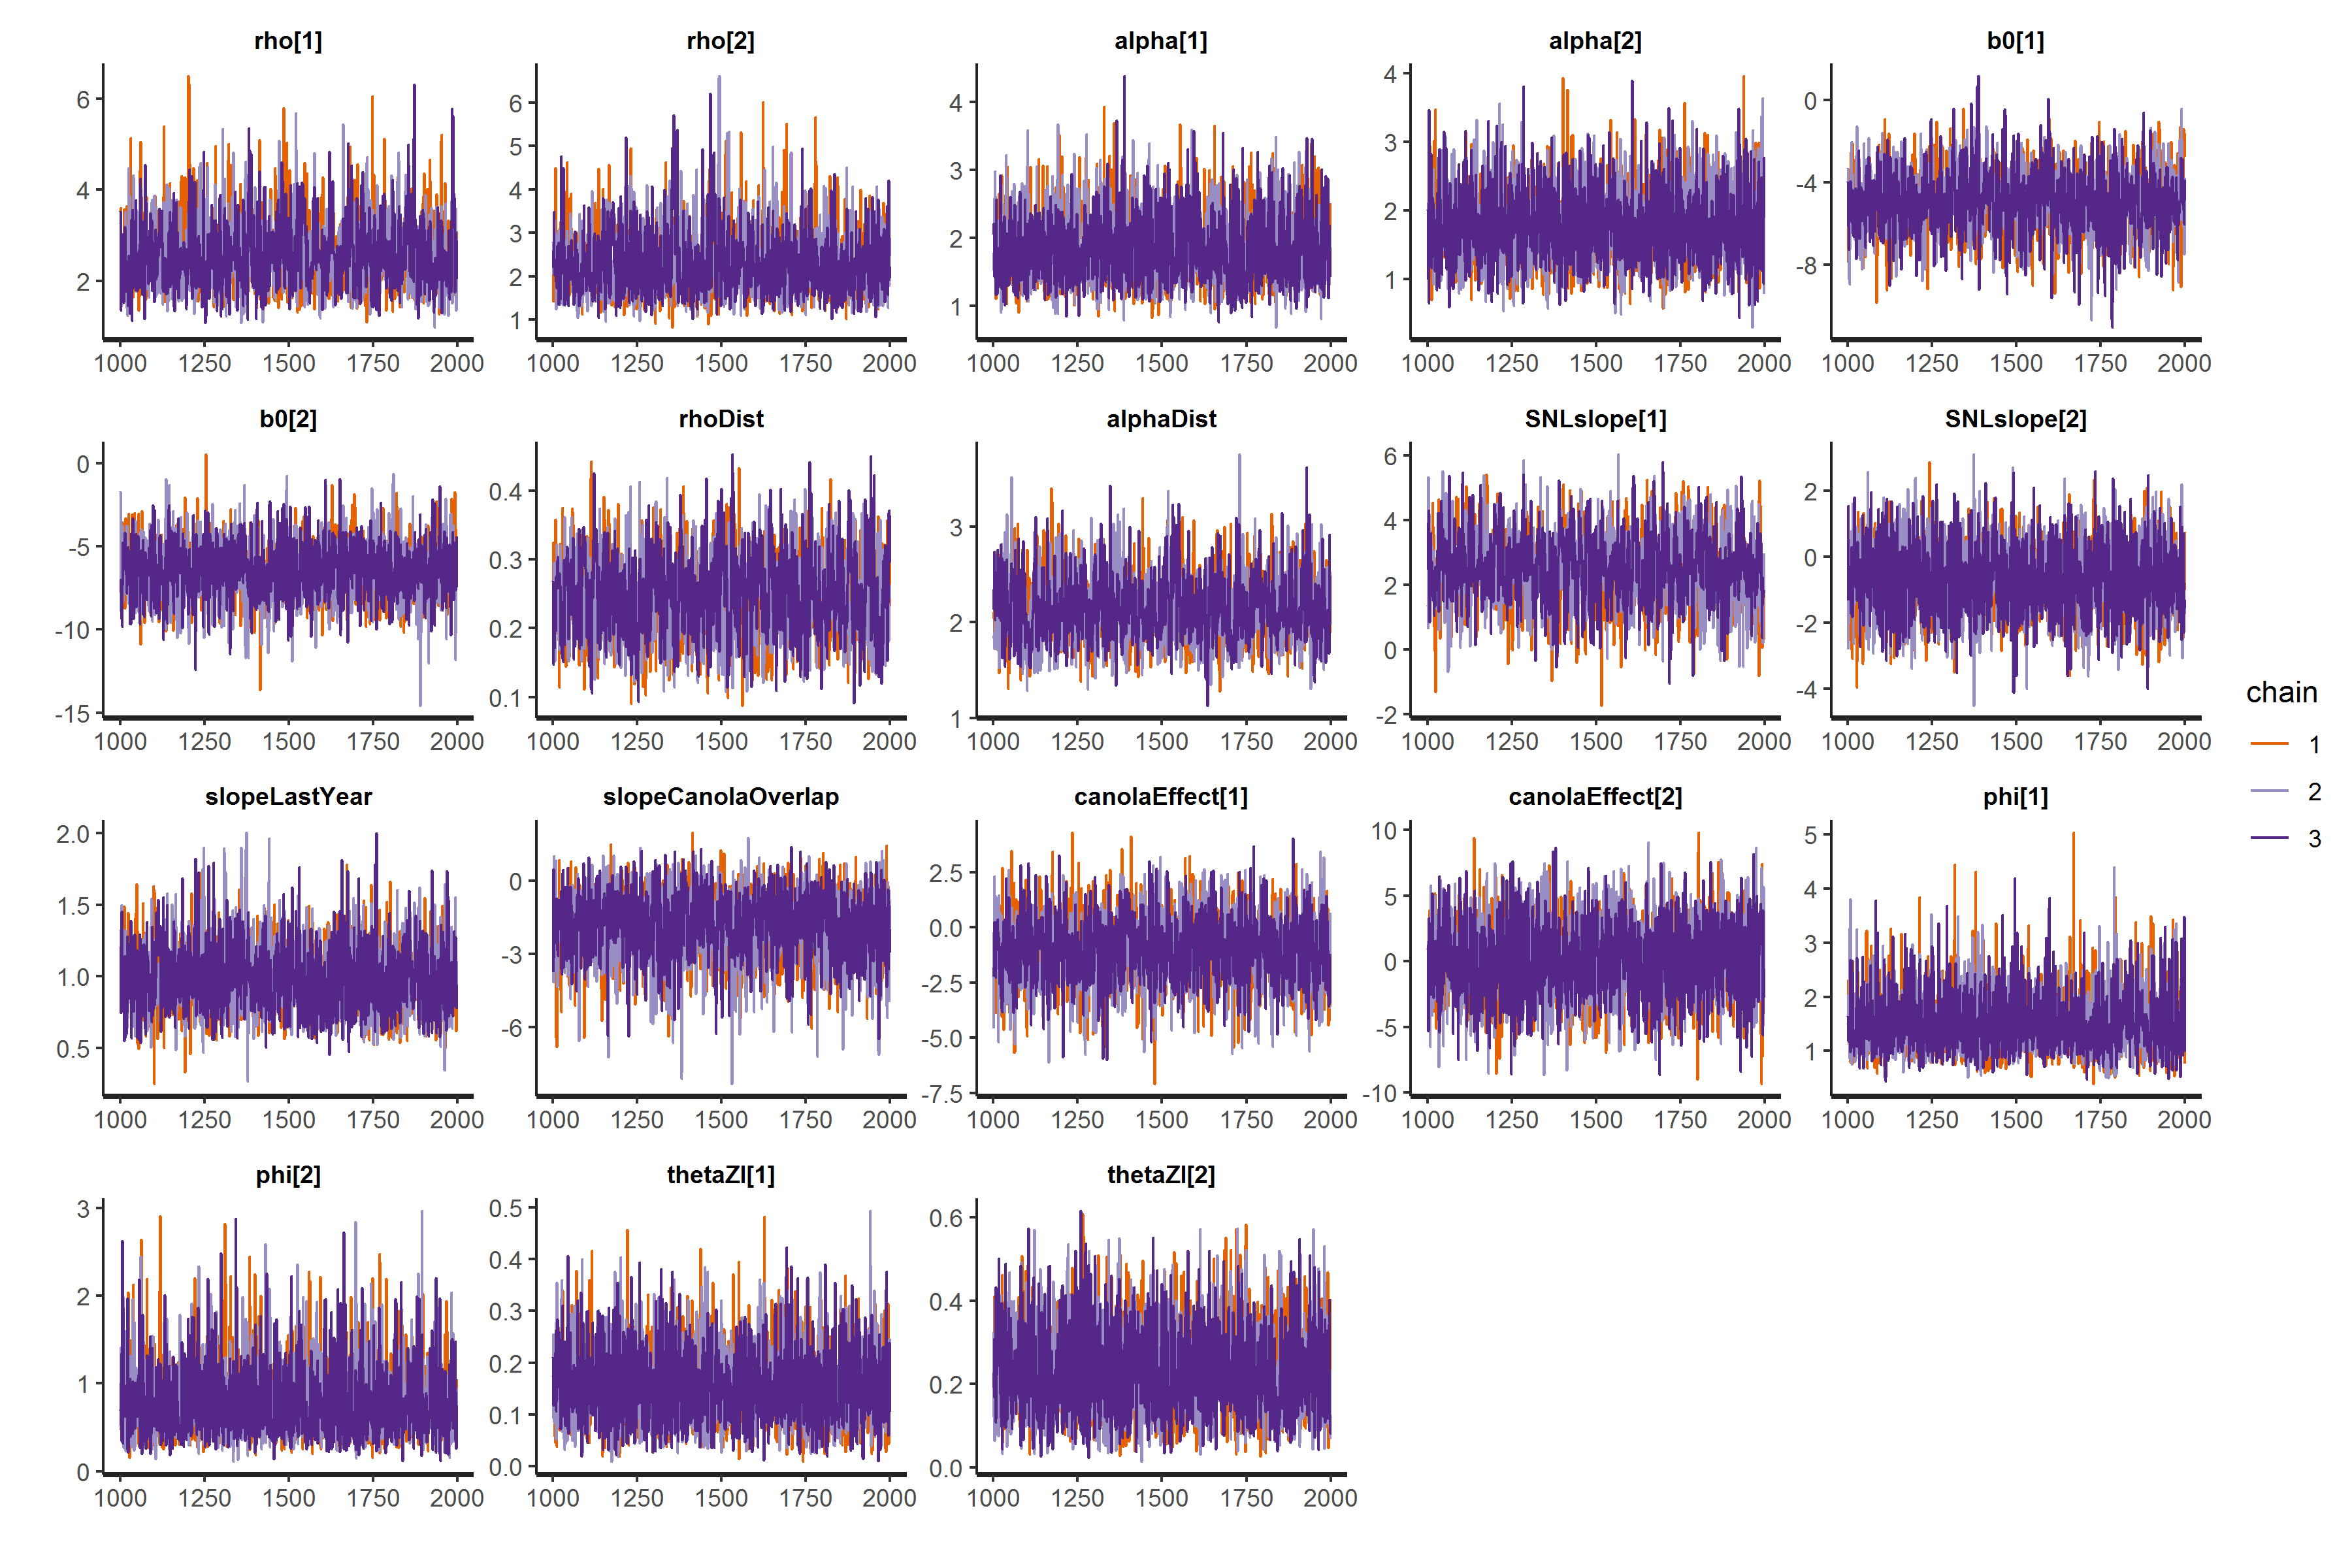 rho[1] rho[2] alpha[1] alpha[2] b0[1]
6 4 2
6 5 4 3 2 1
4 3 2 1
4 3 2 1
0 -4 -8
1000 1250 1500 1750 2000 1000 1250 1500 1750 2000 1000 1250 1500 1750 2000 1000 1250 1500 1750 2000 1000 1250 1500 1750 2000
b0[2] rhoDist alphaDist SNLslope[1] SNLslope[2]
0 -5 -10 -15
0.4 0.3 0.2 0.1
3 2 1
6 4 2 0 -2
2 0 -2 -4
1000 1250 1500 1750 2000 1000 1250 1500 1750 2000 1000 1250 1500 1750 2000 1000 1250 1500 1750 2000 1000 1250 1500 1750 2000
slopeLastYear slopeCanolaOverlap canolaEffect[1] canolaEffect[2] phi[1]
2.0 1.5 1.0 0.5
0 -3 -6
2.5 0.0 -2.5 -5.0 -7.5
10 5 0 -5 -10
5 4 3 2 1
1000 1250 1500 1750 2000 1000 1250 1500 1750 2000 1000 1250 1500 1750 2000 1000 1250 1500 1750 2000 1000 1250 1500 1750 2000
phi[2] thetaZI[1] thetaZI[2]
3 2 1 0
0.5 0.4 0.3 0.2 0.1 0.0
0.6 0.4 0.2 0.0
1000 1250 1500 1750 2000 1000 1250 1500 1750 2000 1000 1250 1500 1750 2000
chain
1
2
3